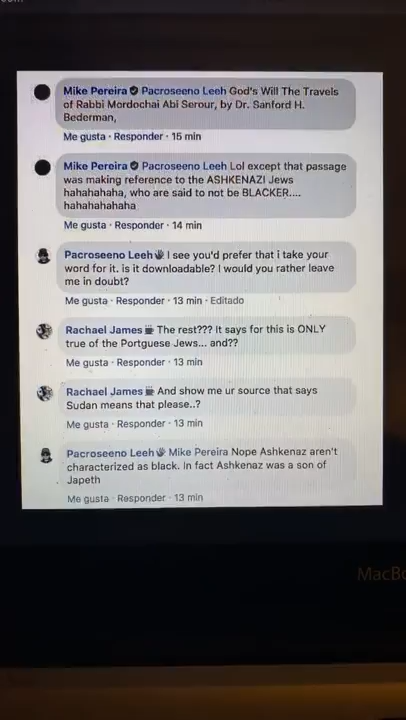 Mike Pereira Pacroseeno Leeh God's Will The Travels
of Rabbi Mordochai Abi Serour, by Dr. Sanford H.
Bederman,
Me gusta · Responder · 15 min
Mike Pereira Pacroseeno Leeh Lol except that passage
was making reference to the ASHKENAZI Jews
hahahahaha, who are said to not be BLACKER....
hahahahahaha
Me gusta · Responder · 14 min
Pacroseeno Leeh I see you'd prefer that i take your
word for it. is it downloadable? I would you rather leave
me in doubt?
Me gusta · Responder · 13 min · Editado
Rachael James The rest??? It says for this is ONLY
true of the Portguese Jews... and??
Me gusta · Responder · 13 min
Rachael James And show me ur source that says
Sudan means that please..?
Me gusta · Responder · 13 min
Pacroseeno Leeh Mike Pereira Nope Ashkenaz aren't
characterized as black. In fact Ashkenaz was a son of
Japeth
Me gusta · Responder · 13 min